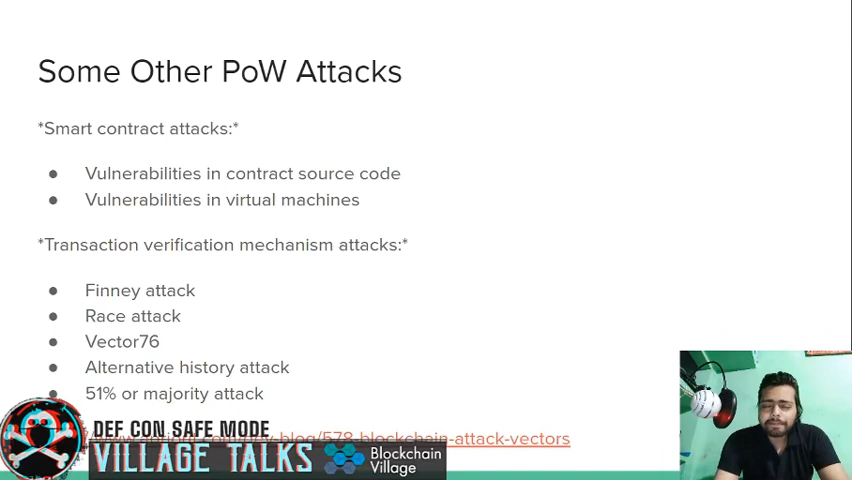 Some Other PoW Attacks
*Smart contract attacks:*
● Vulnerabilities in contract source code
● Vulnerabilities in virtual machines
*Transaction verification mechanism attacks:*
● Finney attack
● Race attack
● Vector76
● Alternative history attack
● 51% or majority attack
-blog/578-blockchain-attack-vectors
DEF CON SAFE MODE
VILLAGE TALKS
Blockchain
Village